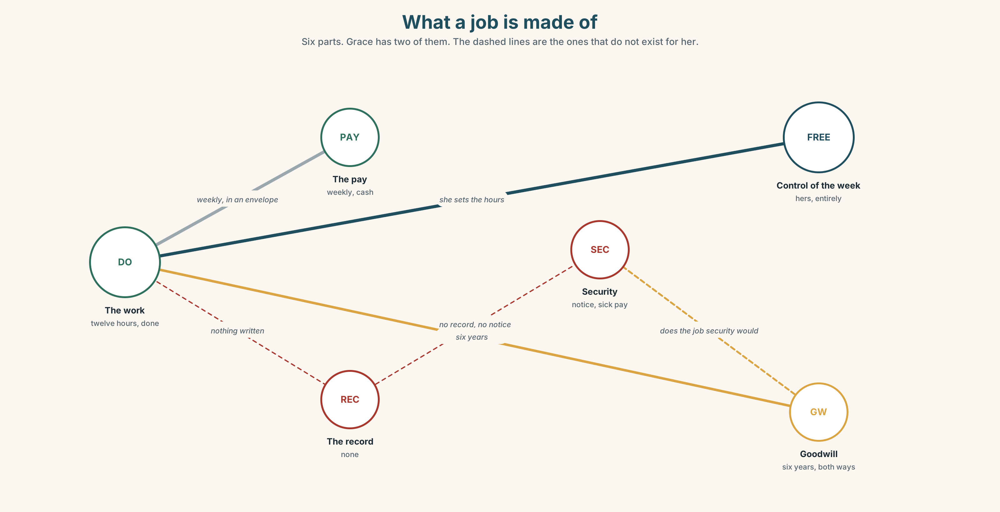 What a job is made of
Six parts. Grace has two of them. The dashed lines are the ones that do not exist for her.
PAY
The pay
weekly, cash
FREE
Control of the week
hers, entirely
weekly, in an envelope
she sets the hours
DO
The work
twelve hours, done
SEC
Security
notice, sick pay
nothing written
no record, no notice
six years
does the job security would
REC
The record
none
GW
Goodwill
six years, both ways